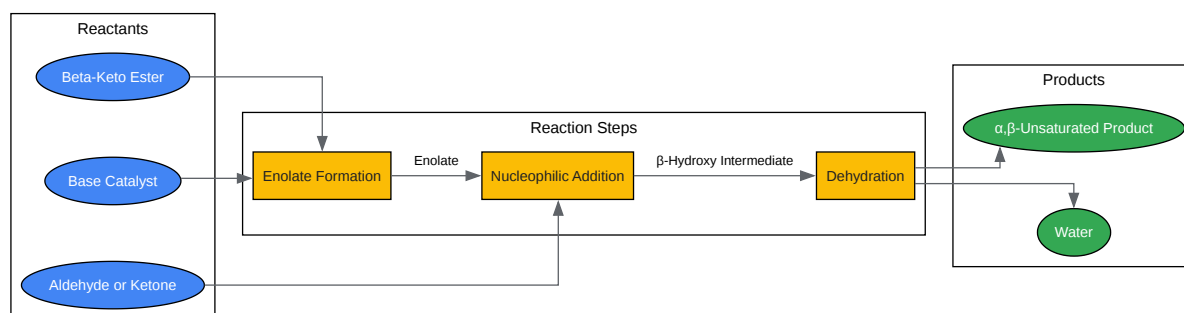 Reactants
Beta-Keto Ester
Base Catalyst
Aldehyde or Ketone
Reaction Steps
Enolate Formation
Enolate
Nucleophilic Addition
β-Hydroxy Intermediate
Dehydration
Products
α,β-Unsaturated Product
Water